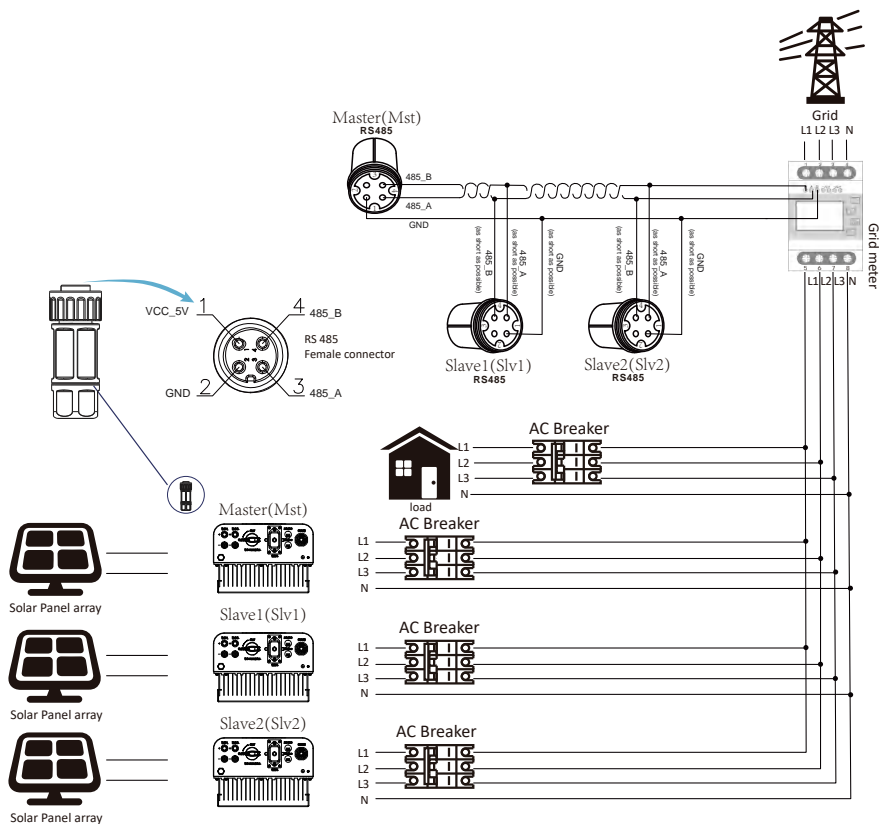 Grid
L1 L2 L3 N
Master(Mst)
RS485
485_B
485_A
GND
Grid meter
5 6 7 8
L1 L2 L3 N
485_B
(as short as possible)
485_A
(as short as possible)
GND
(as short as possible)
485_B
(as short as possible)
485_A
(as short as possible)
GND
(as short as possible)
Slave1(Slv1)
RS485
Slave2(Slv2)
RS485
VCC_5V 1
4 485_B
RS 485
Female connector
GND 2
3 485_A
AC Breaker
L1
L2
L3
N
load
Master(Mst)
AC Breaker
L1
L2
L3
N
Solar Panel array
Slave1(Slv1)
AC Breaker
L1
L2
L3
N
Solar Panel array
Slave2(Slv2)
AC Breaker
L1
L2
L3
N
Solar Panel array